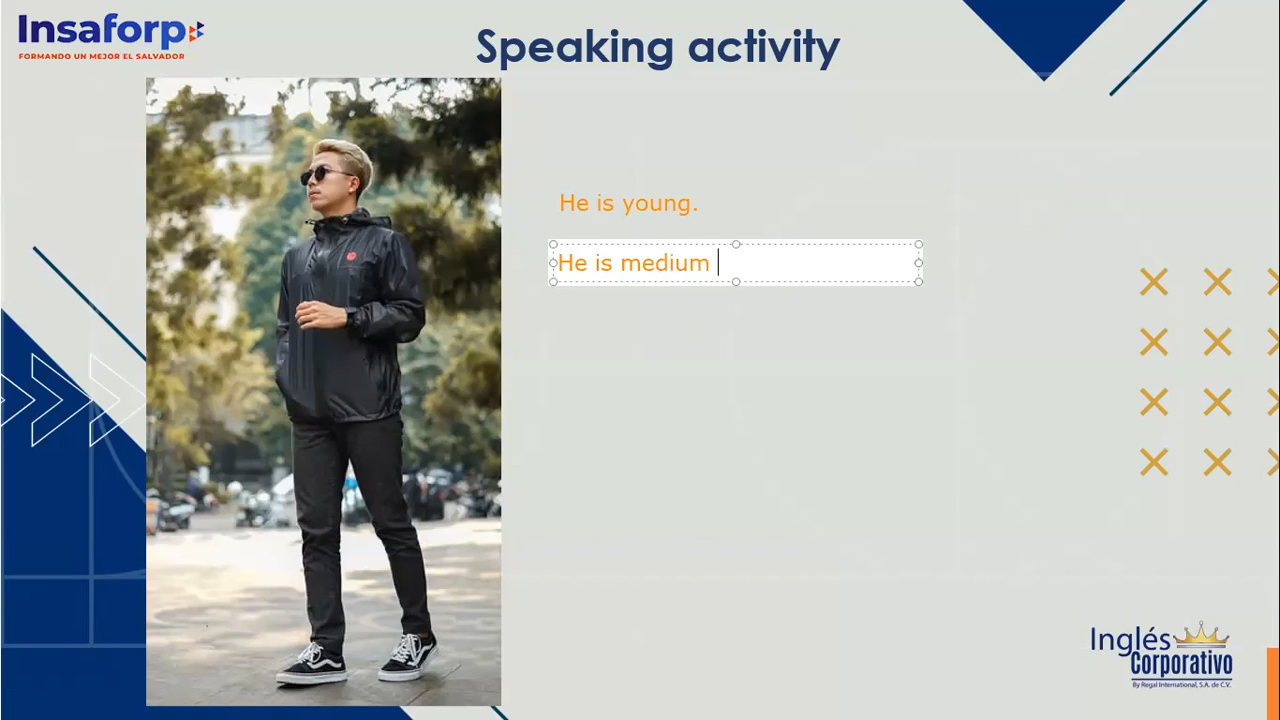 Insaforp
FORMANDO UN MEJOR EL SALVADOR
Speaking activity
He is young.
He is medium
Inglés
Corporativo
By Regal International, S.A. de C.V.